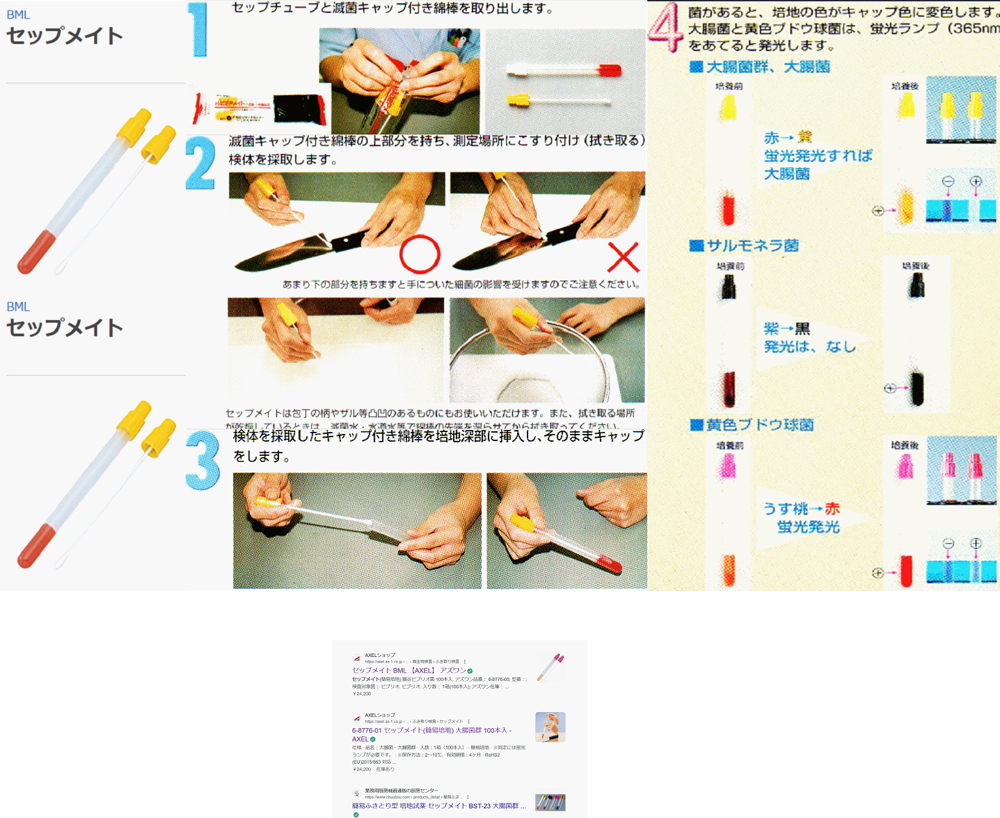 BML
セップメイト
BML
セップメイト
1
セップチューブと滅菌キャップ付き綿棒を取り出します。
HACCPメイト
2
滅菌キャップ付き綿棒の上部分を持ち、測定場所にこすり付け（拭き取る）
検体を採取します。
あまり下の部分を持ちますと手についた細菌の影響を受けますのでご注意ください。
セップメイトは包丁の柄やザル等凸凹のあるものにもお使いいただけます。また、拭き取る場所
が乾燥しているときは、滅菌水・水道水等で綿棒の先端を湿らせてから拭き取ってください。
3
検体を採取したキャップ付き綿棒を培地深部に挿入し、そのままキャップ
をします。
4
菌があると、培地の色がキャップ色に変色します。
大腸菌と黄色ブドウ球菌は、蛍光ランプ（365nm
をあてると発光します。
■大腸菌群、大腸菌
培養前
培養後
赤→黄
蛍光発光すれば
大腸菌
⊖ ⊕
⊕→
■サルモネラ菌
培養前
培養後
紫→黒
発光は、なし
⊕→
■黄色ブドウ球菌
培養前
培養後
うす桃→赤
蛍光発光
⊖ ⊕
⊕→
AXELショップ
https://axel.as-1.co.jp › ... › 微生物検査 › ふき取り検査
セップメイト BML 【AXEL】 アズワン
セップメイト(簡易培地) 腸炎ビブリオ菌 100本入. アズワン品番： 6-8776-05; 型番：;
検査対象菌： ビブリオ. ビブリオ. 入り数： 1箱(100本入); アズワン在庫： ...
￥24,200
AXELショップ
https://axel.as-1.co.jp › ... › ふき取り検査 › セップメイト
6-8776-01 セップメイト(簡易培地) 大腸菌群 100本入 -
AXEL
仕様 · 品名：大腸菌・大腸菌群 · 入数：1箱（100本入） · 簡易培地 · ※同定には蛍光
ランプが必要です。 · ※保存方法：2～10℃、有効期限：4ヶ月 · RoHS2
(EU)2015/863 対応 ...
￥24,200 · 在庫あり
業務用厨房機器通販の厨房センター
https://www.chuubou.com › products_detail › 簡易ふき...
簡易ふきとり型 培地試薬 セップメイト BST-23 大腸菌群 ...